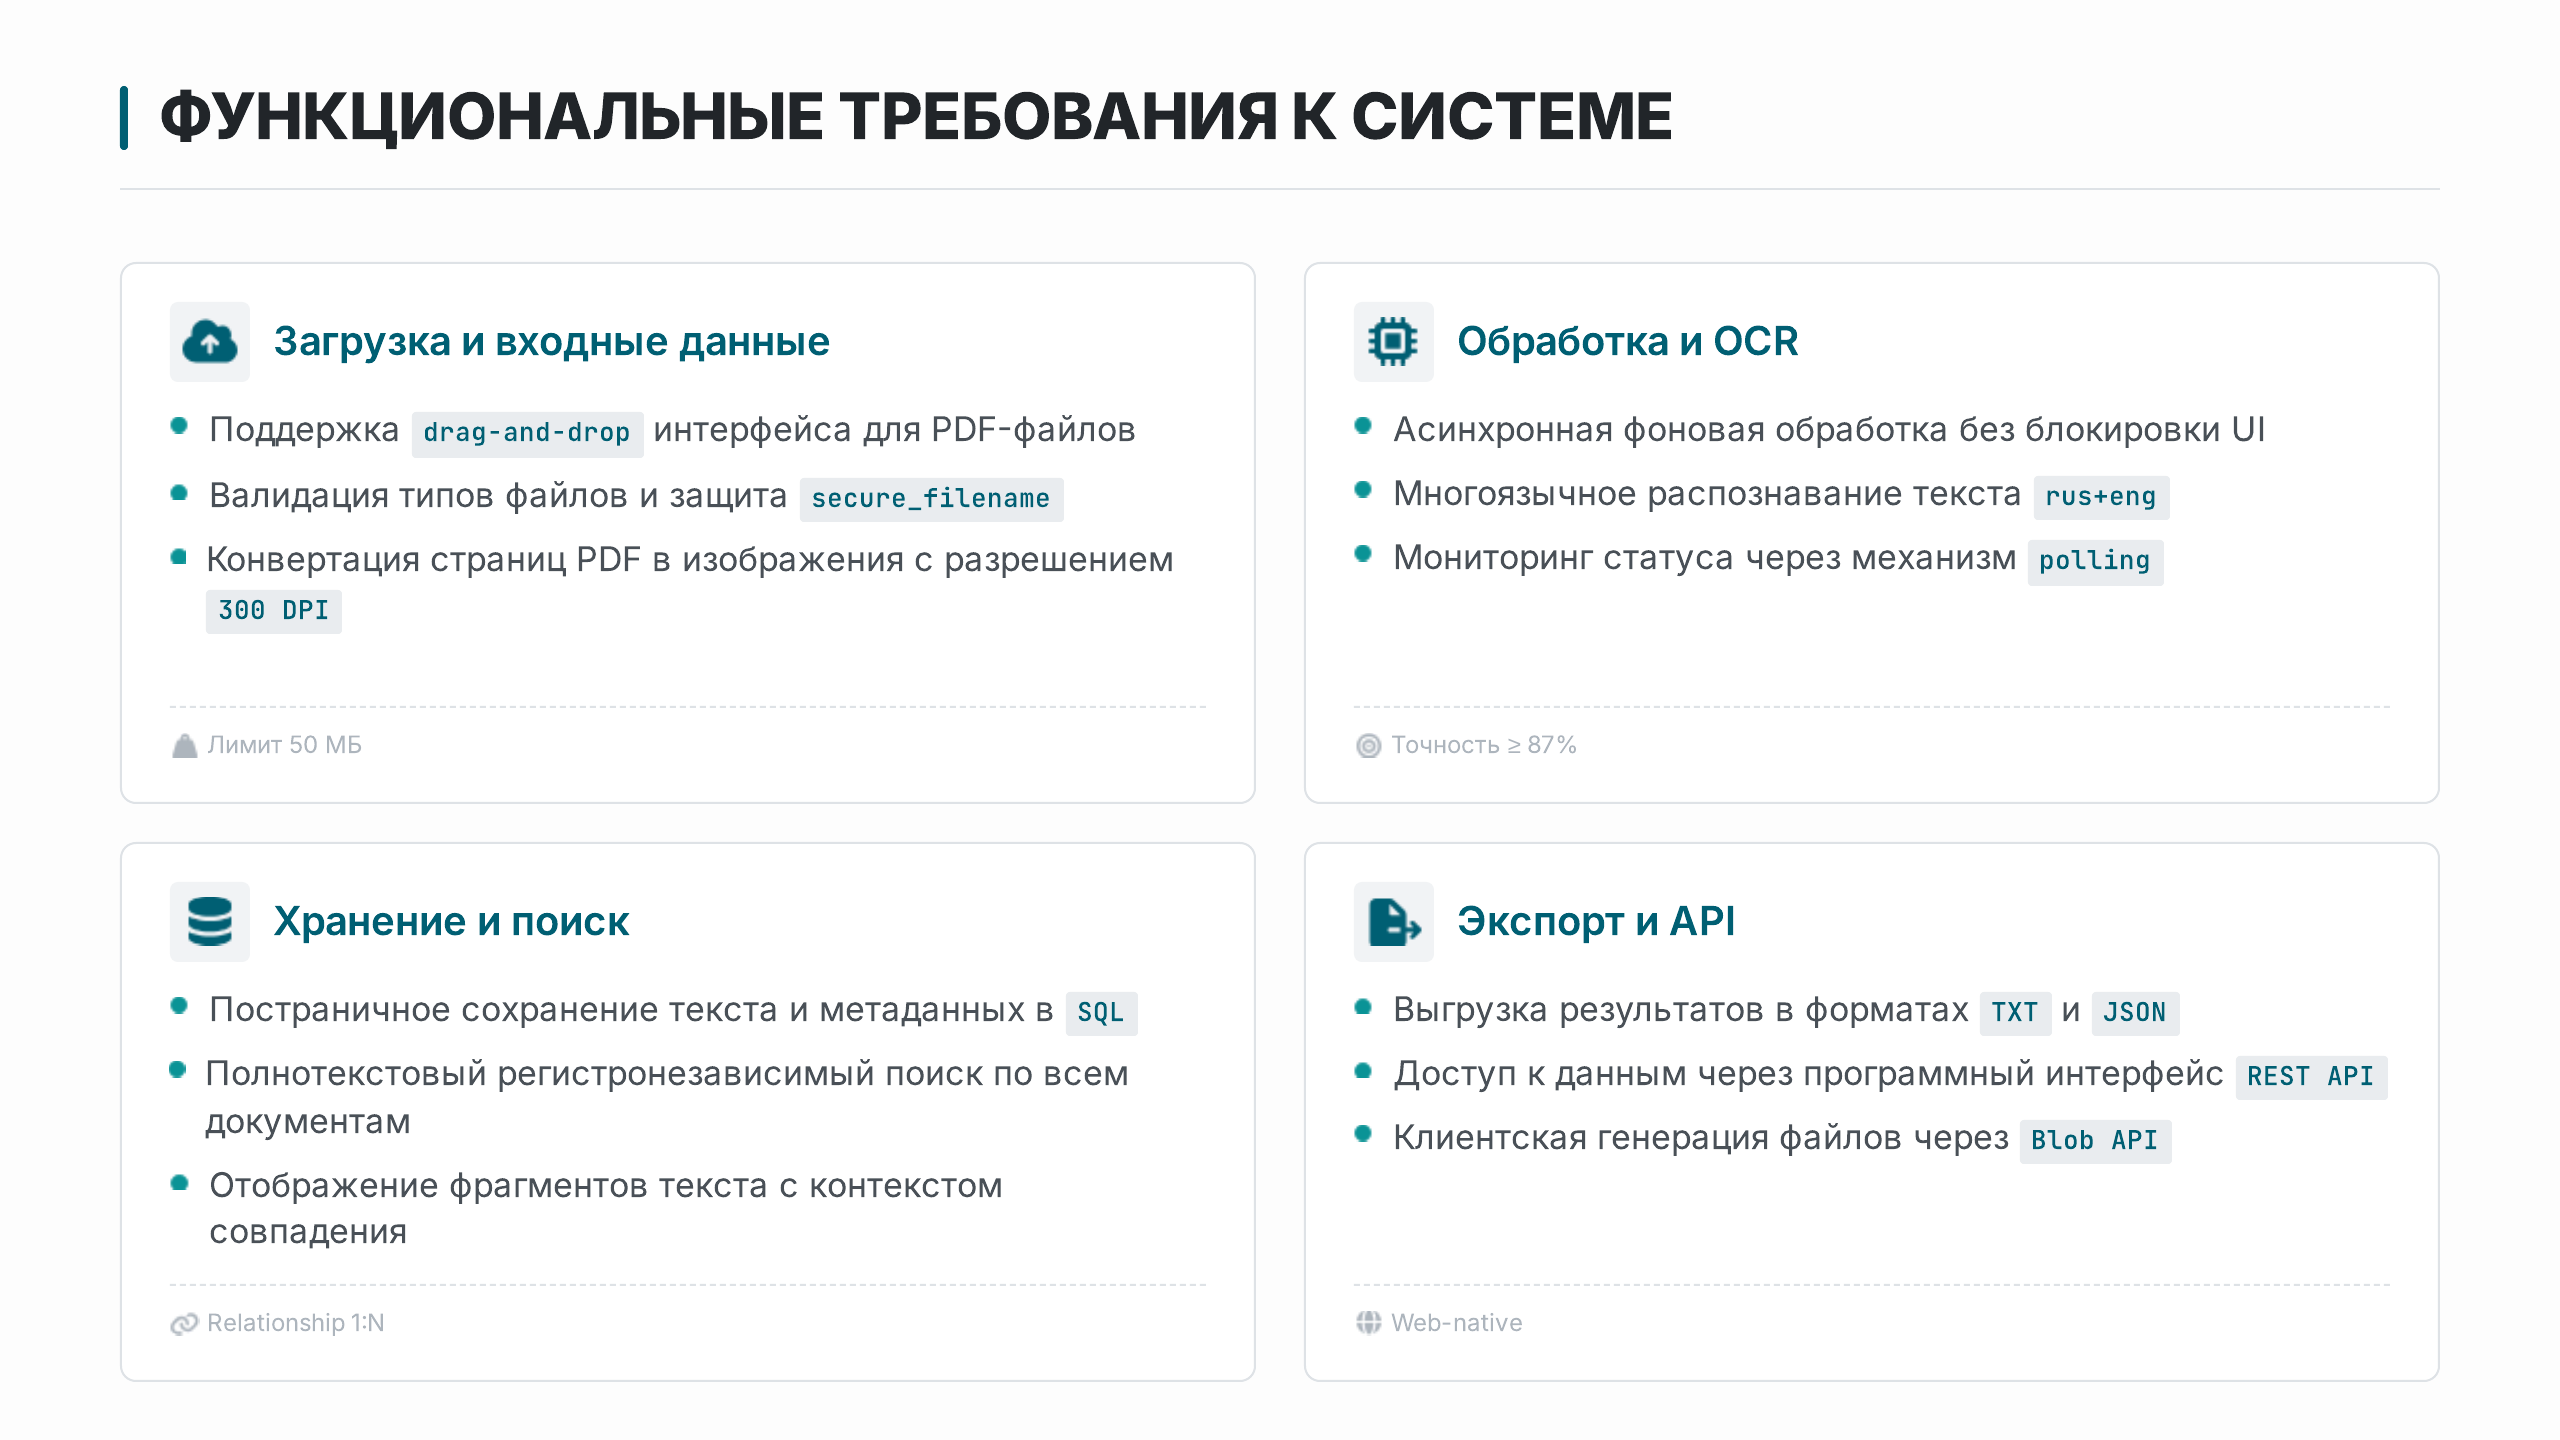 ФУНКЦИОНАЛЬНЫЕ ТРЕБОВАНИЯ К СИСТЕМЕ
Загрузка и входные данные
Поддержка drag-and-drop интерфейса для PDF-файлов
Валидация типов файлов и защита secure_filename
Конвертация страниц PDF в изображения с разрешением
300 DPI
Лимит 50 МБ
Обработка и OCR
Асинхронная фоновая обработка без блокировки UI
Многоязычное распознавание текста rus+eng
Мониторинг статуса через механизм polling
Точность ≥ 87%
Хранение и поиск
Постраничное сохранение текста и метаданных в SQL
Полнотекстовый регистронезависимый поиск по всем
документам
Отображение фрагментов текста с контекстом
совпадения
Relationship 1:N
Экспорт и API
Выгрузка результатов в форматах TXT и JSON
Доступ к данным через программный интерфейс REST API
Клиентская генерация файлов через Blob API
Web-native